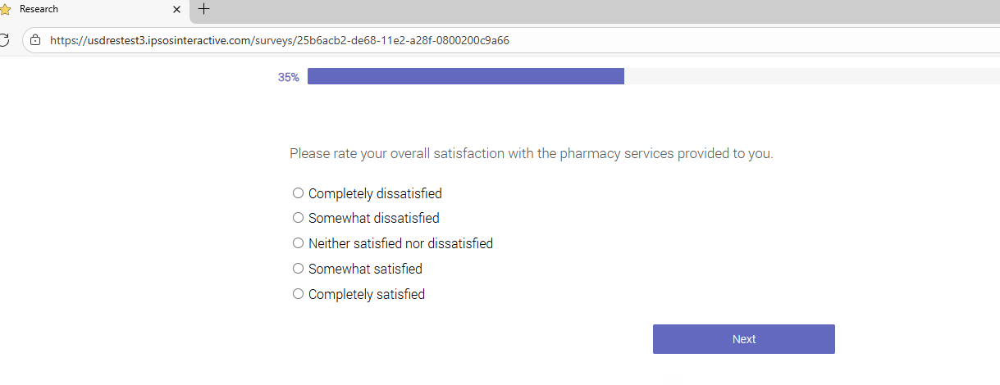 Research
https://usdrestest3.ipsosinteractive.com/surveys/25b6acb2-de68-11e2-a28f-0800200c9a66
35%
Please rate your overall satisfaction with the pharmacy services provided to you.
Completely dissatisfied
Somewhat dissatisfied
Neither satisfied nor dissatisfied
Somewhat satisfied
Completely satisfied
Next